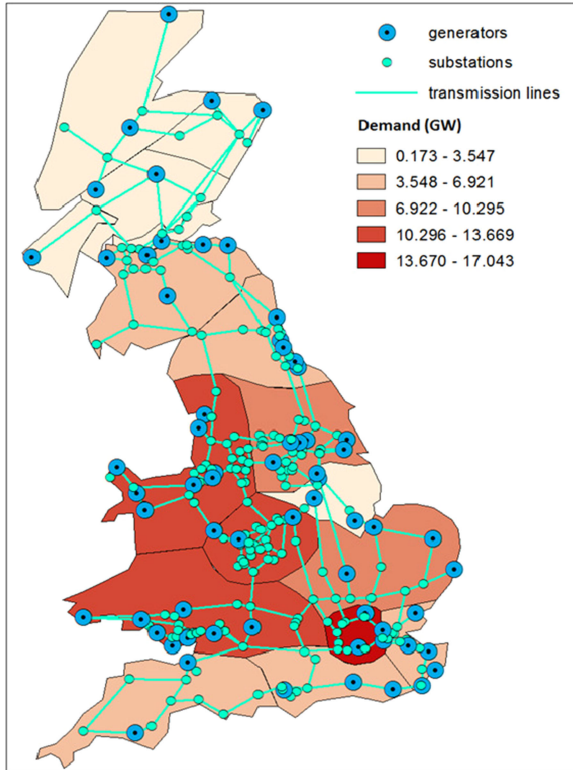 generators
substations
transmission lines
Demand (GW)
0.173 - 3.547
3.548 - 6.921
6.922 - 10.295
10.296 - 13.669
13.670 - 17.043